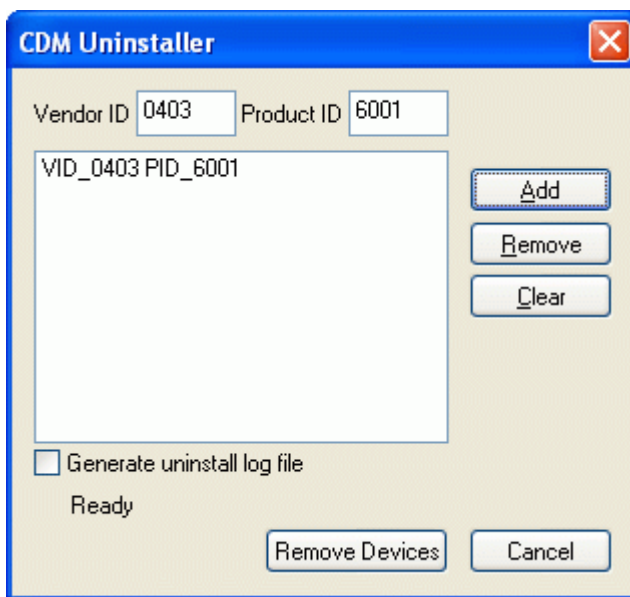 CDM Uninstaller
Vendor ID 0403 Product ID 6001
VID_0403 PID_6001
Add
Remove
Clear
Generate uninstall log file
Ready
Remove Devices Cancel